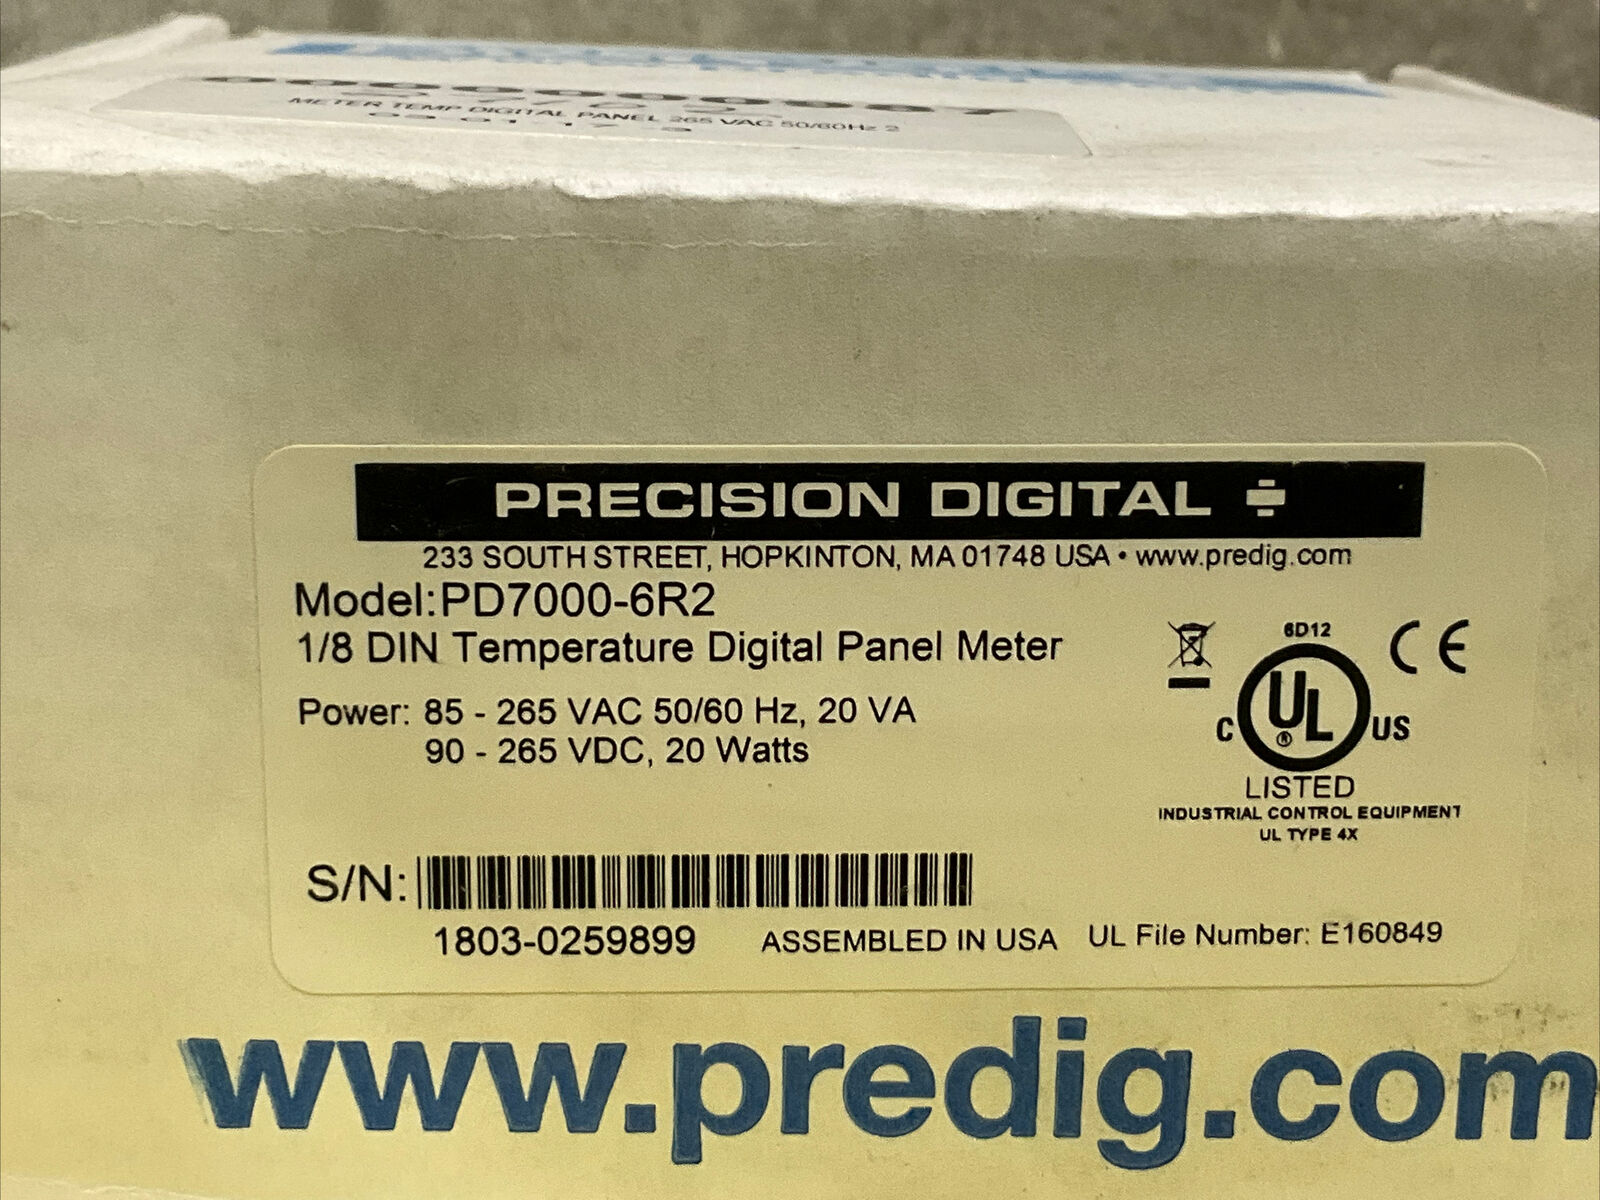 METER TEMP DIGITAL PANEL 265 VAC 50/60Hz 2
PRECISION DIGITAL
233 SOUTH STREET, HOPKINTON, MA 01748 USA • www.predig.com
Model:PD7000-6R2
1/8 DIN Temperature Digital Panel Meter
Power: 85 - 265 VAC 50/60 Hz, 20 VA
90 - 265 VDC, 20 Watts
6D12
CE
C UL ® US
LISTED
INDUSTRIAL CONTROL EQUIPMENT
UL TYPE 4X
S/N:
1803-0259899 ASSEMBLED IN USA UL File Number: E160849
www.predig.com